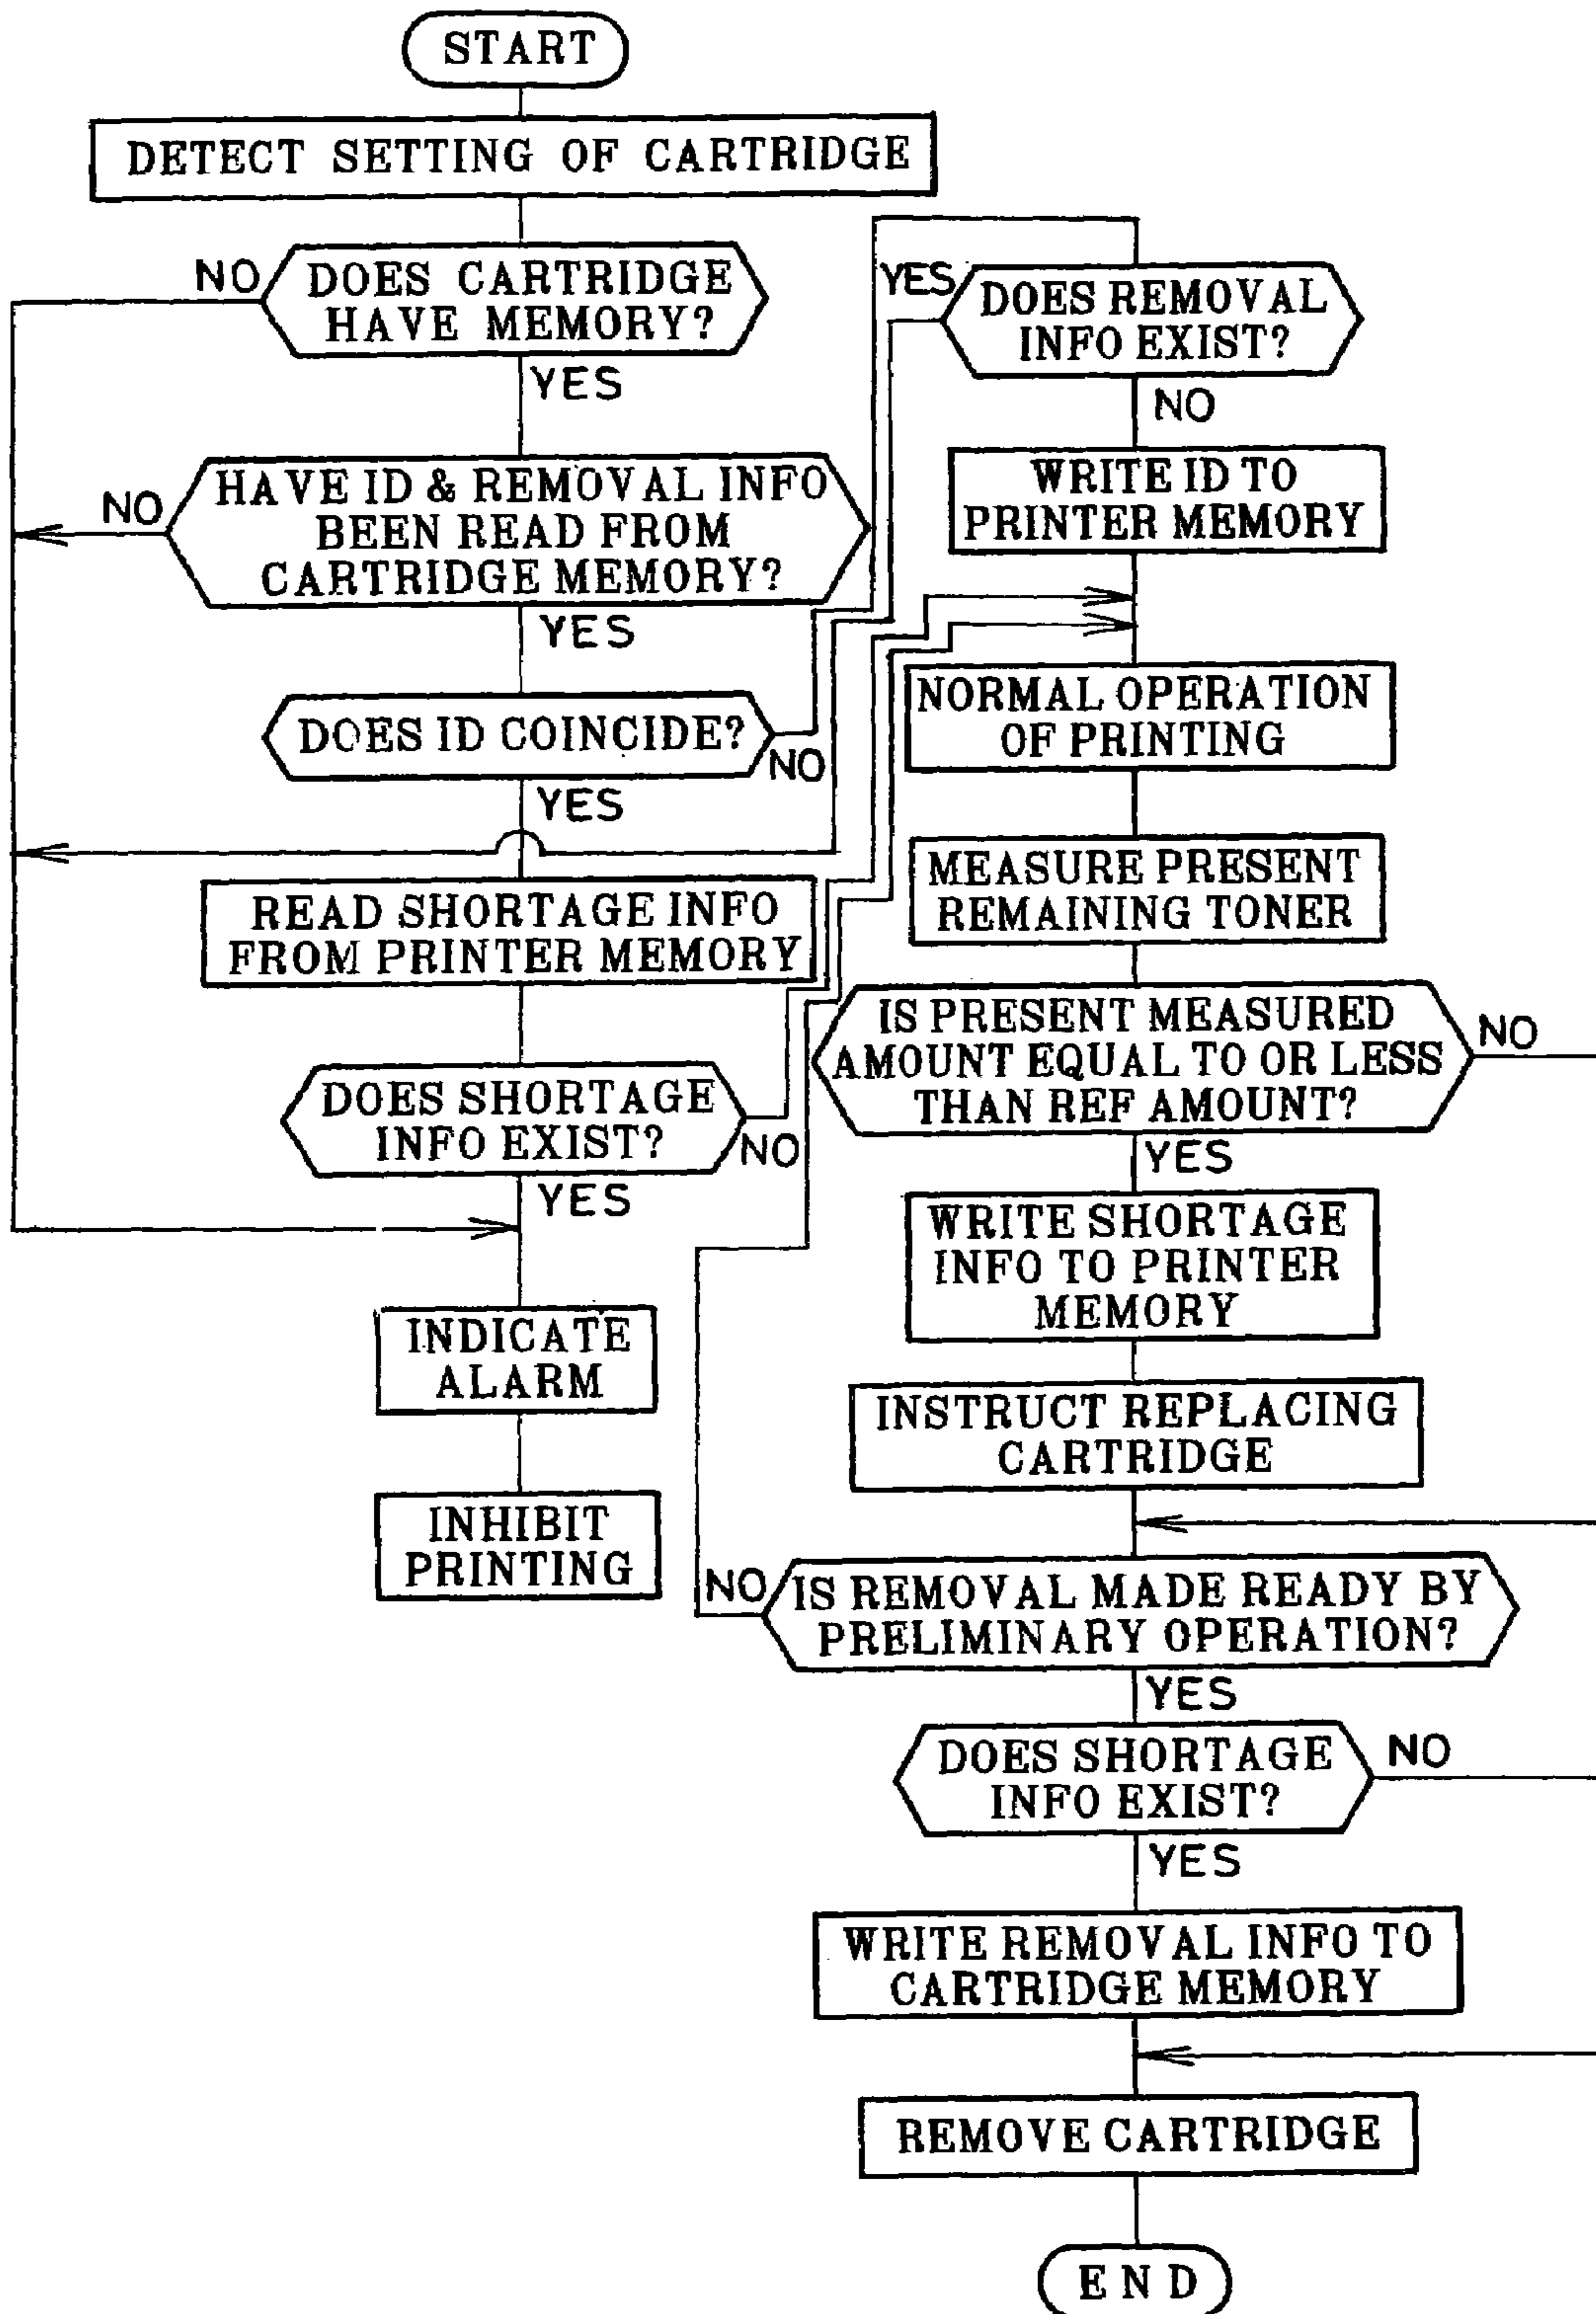 START
DETECT SETTING OF CARTRIDGE
NO
DOES CARTRIDGE
HAVE MEMORY?
YES
NO
HAVE ID & REMOVAL INFO
BEEN READ FROM
CARTRIDGE MEMORY?
YES
DOES ID COINCIDE?
NO
YES
READ SHORTAGE INFO
FROM PRINTER MEMORY
DOES SHORTAGE
INFO EXIST?
NO
YES
INDICATE
ALARM
INHIBIT
PRINTING
YES
DOES REMOVAL
INFO EXIST?
NO
WRITE ID TO
PRINTER MEMORY
NORMAL OPERATION
OF PRINTING
MEASURE PRESENT
REMAINING TONER
IS PRESENT MEASURED
AMOUNT EQUAL TO OR LESS
THAN REF AMOUNT?
NO
YES
WRITE SHORTAGE
INFO TO PRINTER
MEMORY
INSTRUCT REPLACING
CARTRIDGE
NO
IS REMOVAL MADE READY BY
PRELIMINARY OPERATION?
YES
DOES SHORTAGE
INFO EXIST?
NO
YES
WRITE REMOVAL INFO TO
CARTRIDGE MEMORY
REMOVE CARTRIDGE
END